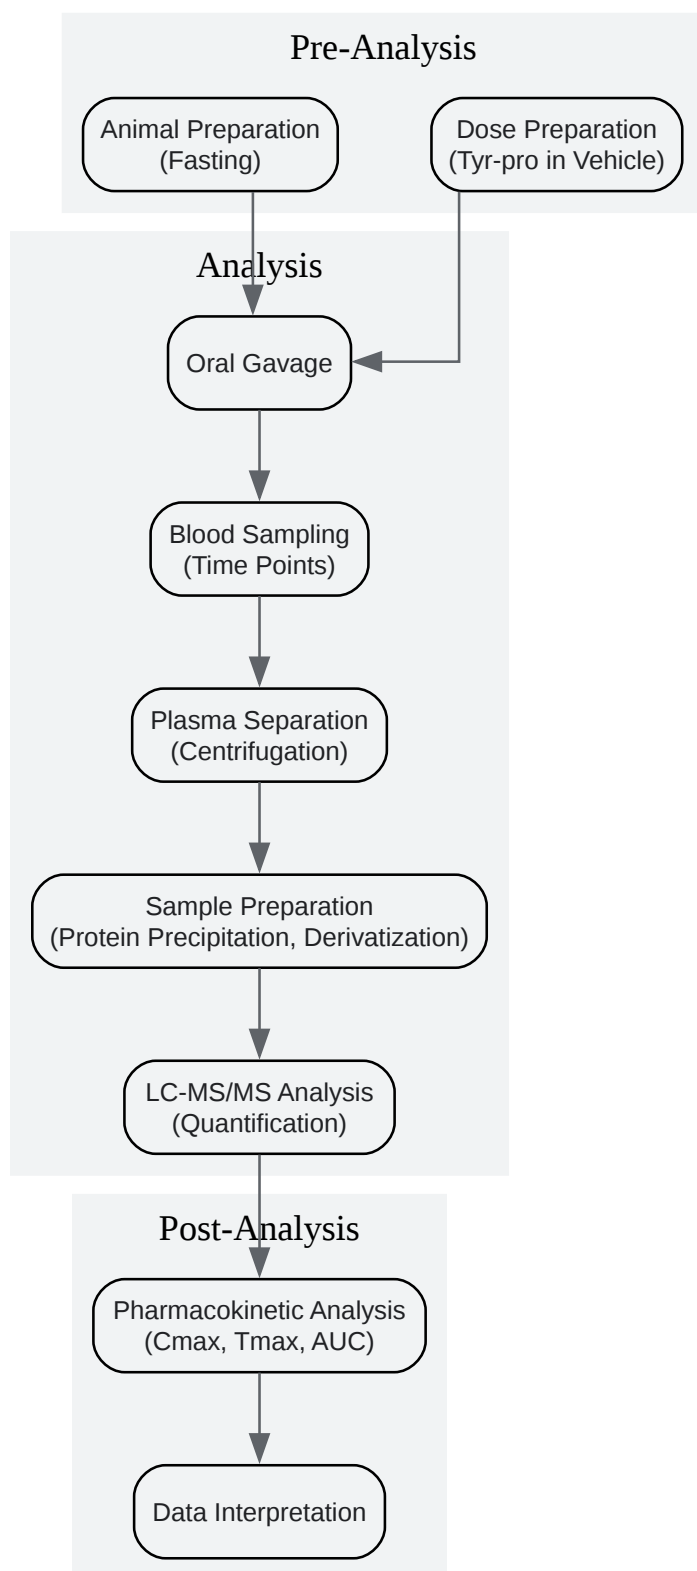 Pre-Analysis
Animal Preparation
(Fasting)
Dose Preparation
(Tyr-pro in Vehicle)
Analysis
Oral Gavage
Blood Sampling
(Time Points)
Plasma Separation
(Centrifugation)
Sample Preparation
(Protein Precipitation, Derivatization)
LC-MS/MS Analysis
(Quantification)
Post-Analysis
Pharmacokinetic Analysis
(Cmax, Tmax, AUC)
Data Interpretation